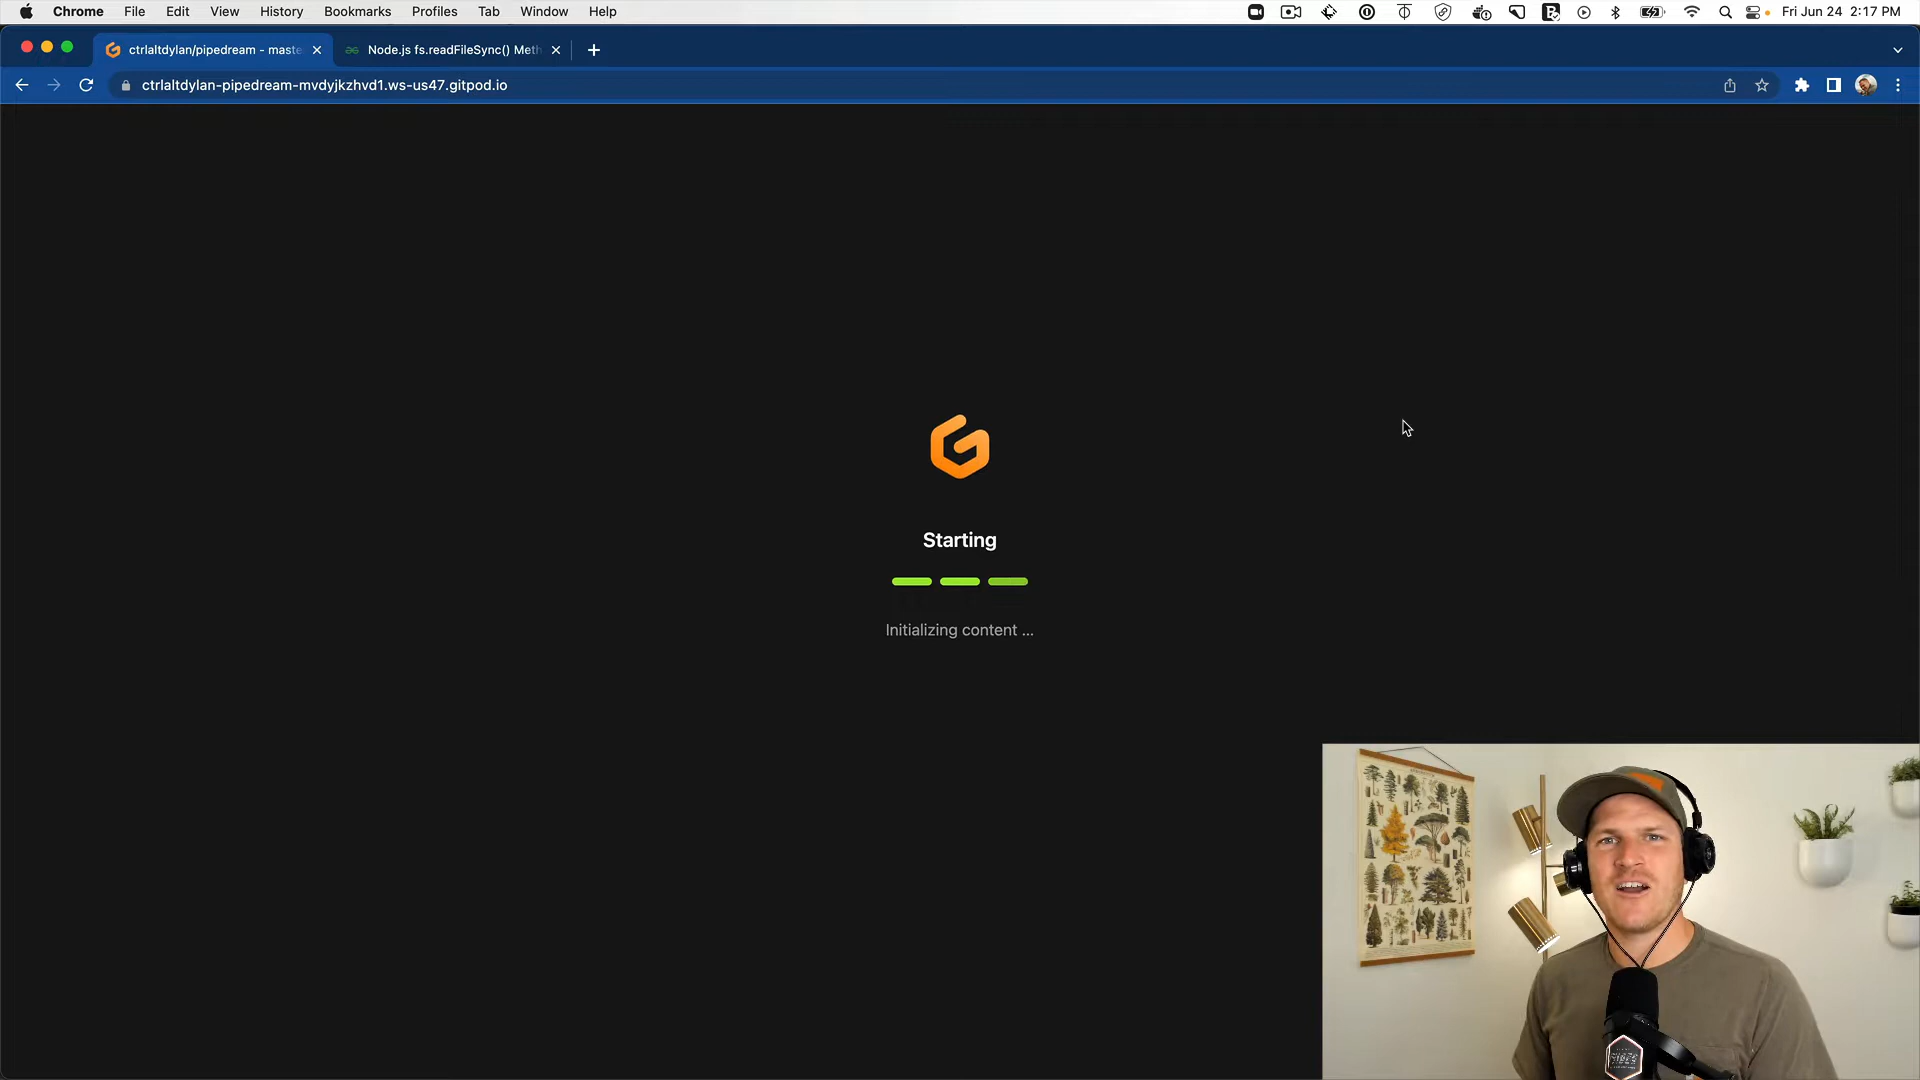 Chrome File Edit View History Bookmarks Profiles Tab Window Help
Fri Jun 24 2:17 PM
ctrlaltdylan/pipedream - maste
Node.js fs.readFileSync() Meth
ctrlaltdylan-pipedream-mvdyjkzhvd1.ws-us47.gitpod.io
Starting
Initializing content ...